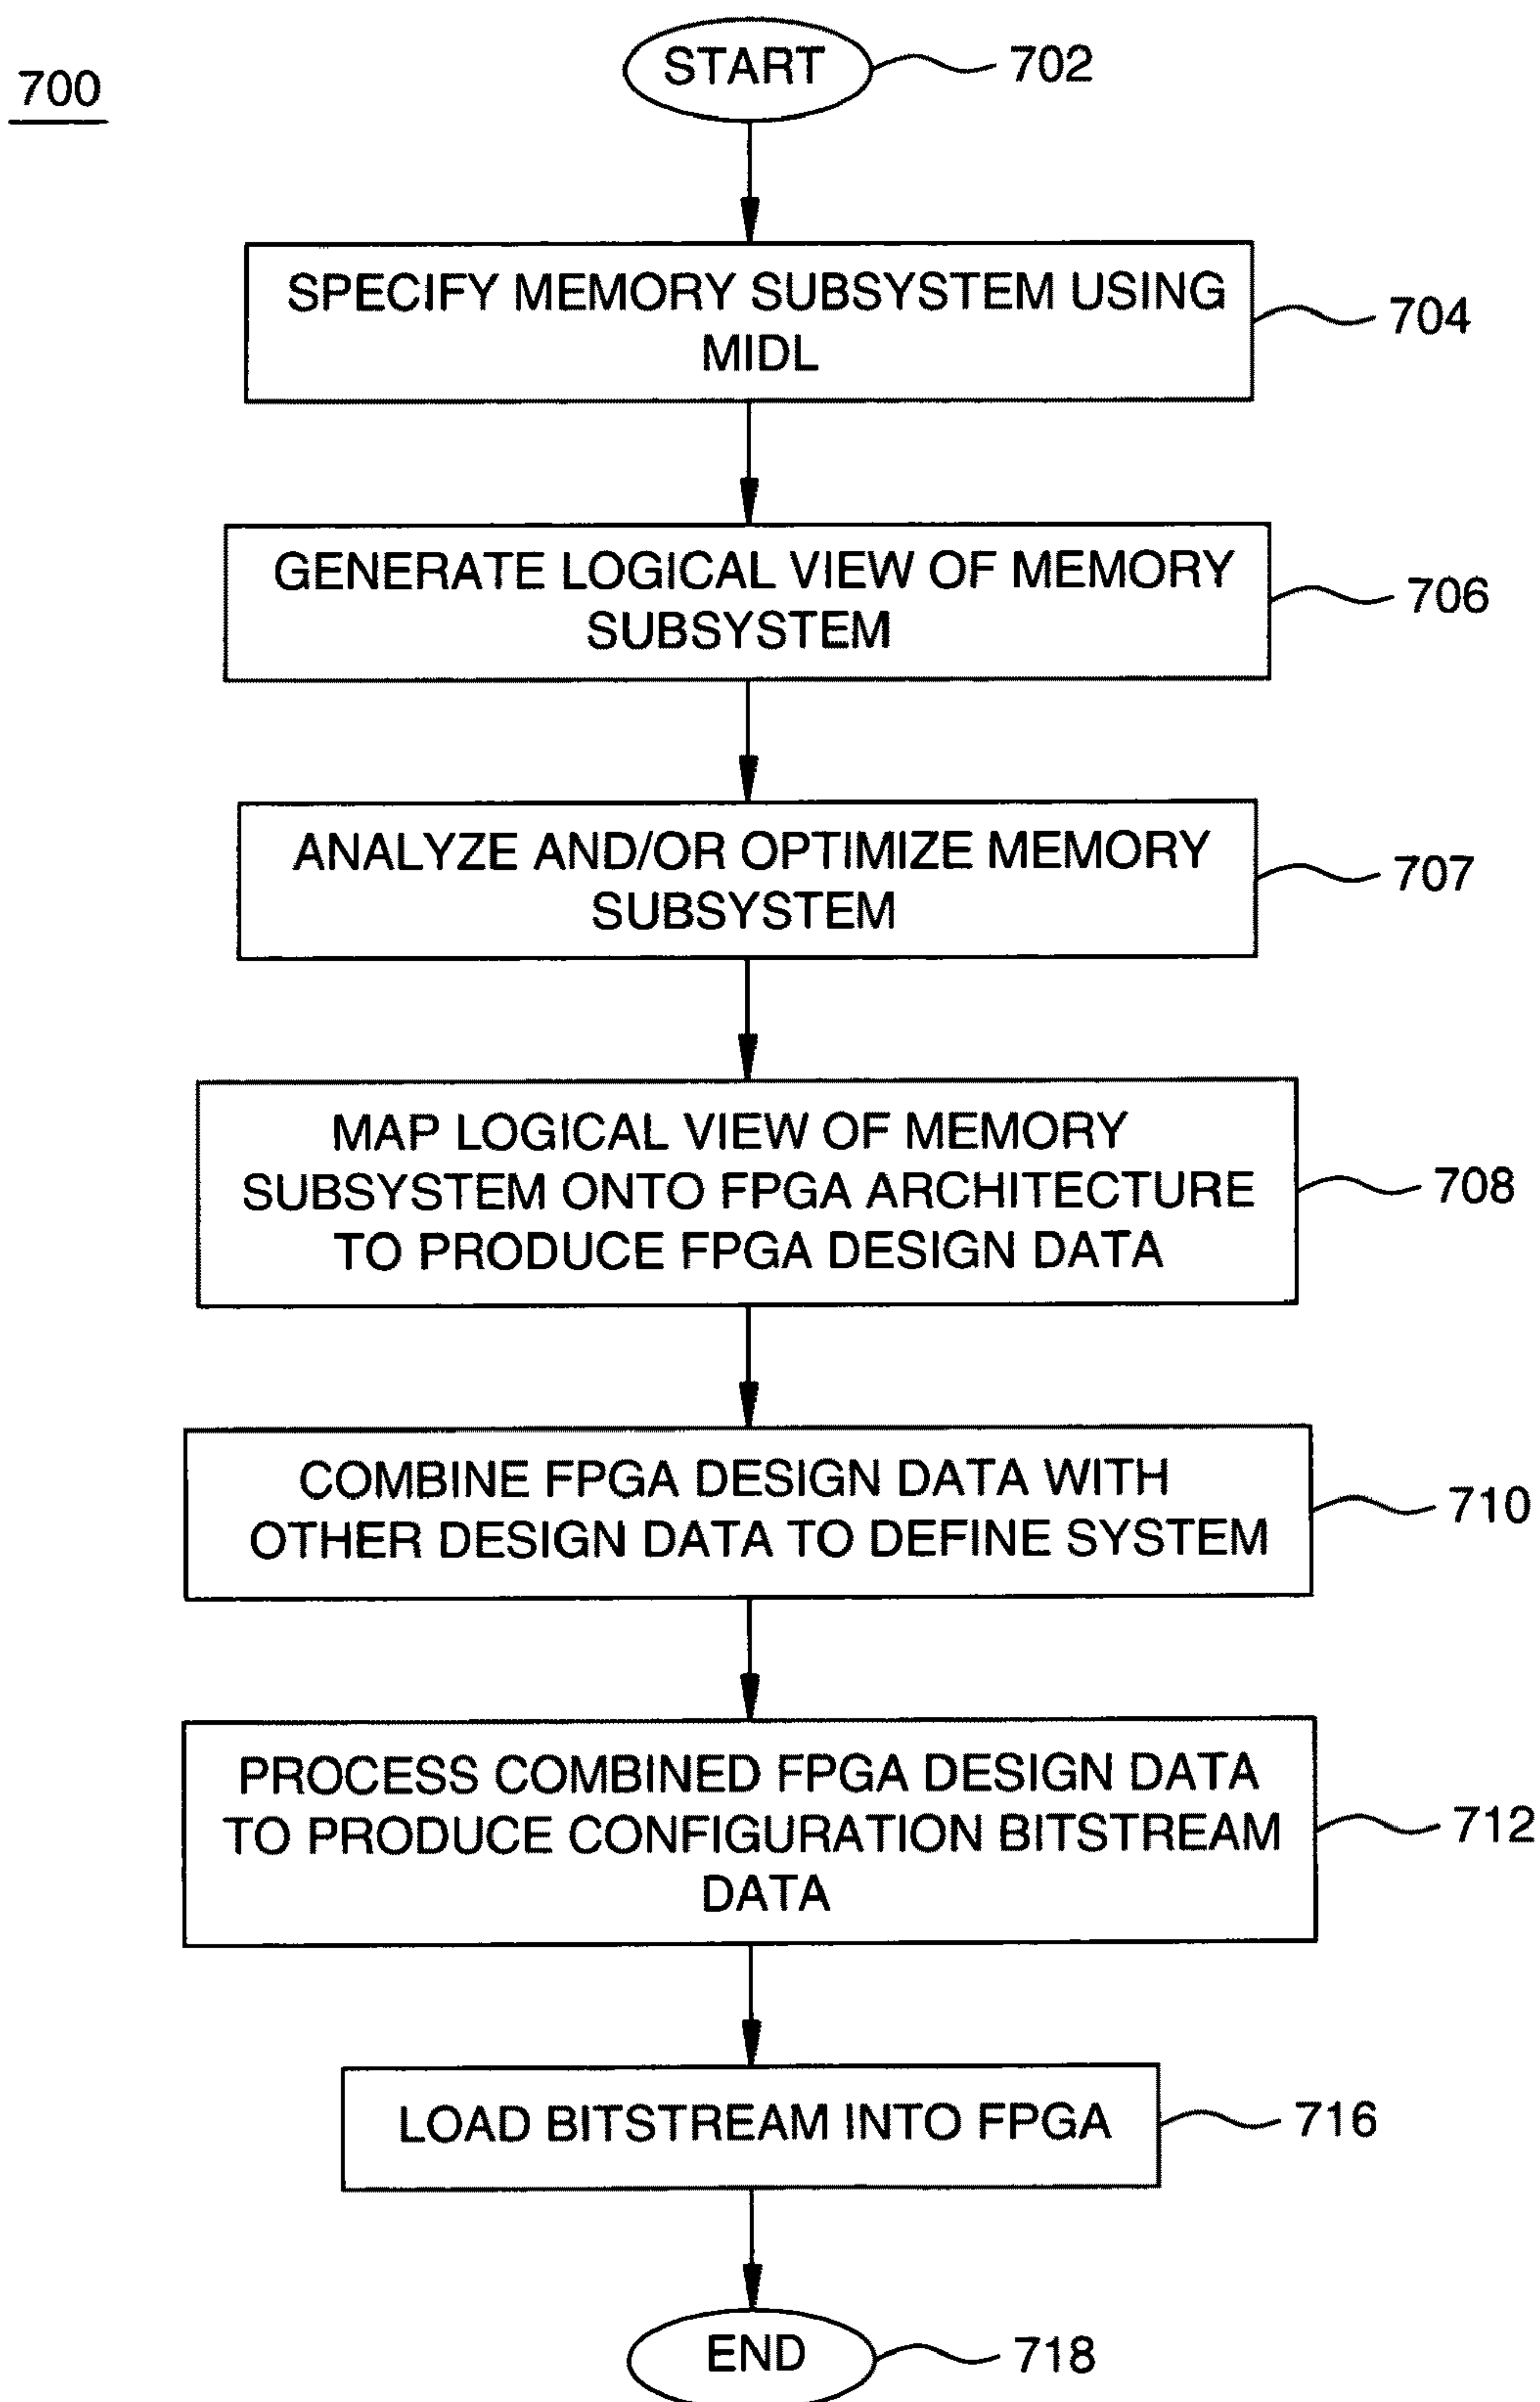 700
START
702
SPECIFY MEMORY SUBSYSTEM USING
MIDL
704
GENERATE LOGICAL VIEW OF MEMORY
SUBSYSTEM
706
ANALYZE AND/OR OPTIMIZE MEMORY
SUBSYSTEM
707
MAP LOGICAL VIEW OF MEMORY
SUBSYSTEM ONTO FPGA ARCHITECTURE
TO PRODUCE FPGA DESIGN DATA
708
COMBINE FPGA DESIGN DATA WITH
OTHER DESIGN DATA TO DEFINE SYSTEM
710
PROCESS COMBINED FPGA DESIGN DATA
TO PRODUCE CONFIGURATION BITSTREAM
DATA
712
LOAD BITSTREAM INTO FPGA
716
END
718